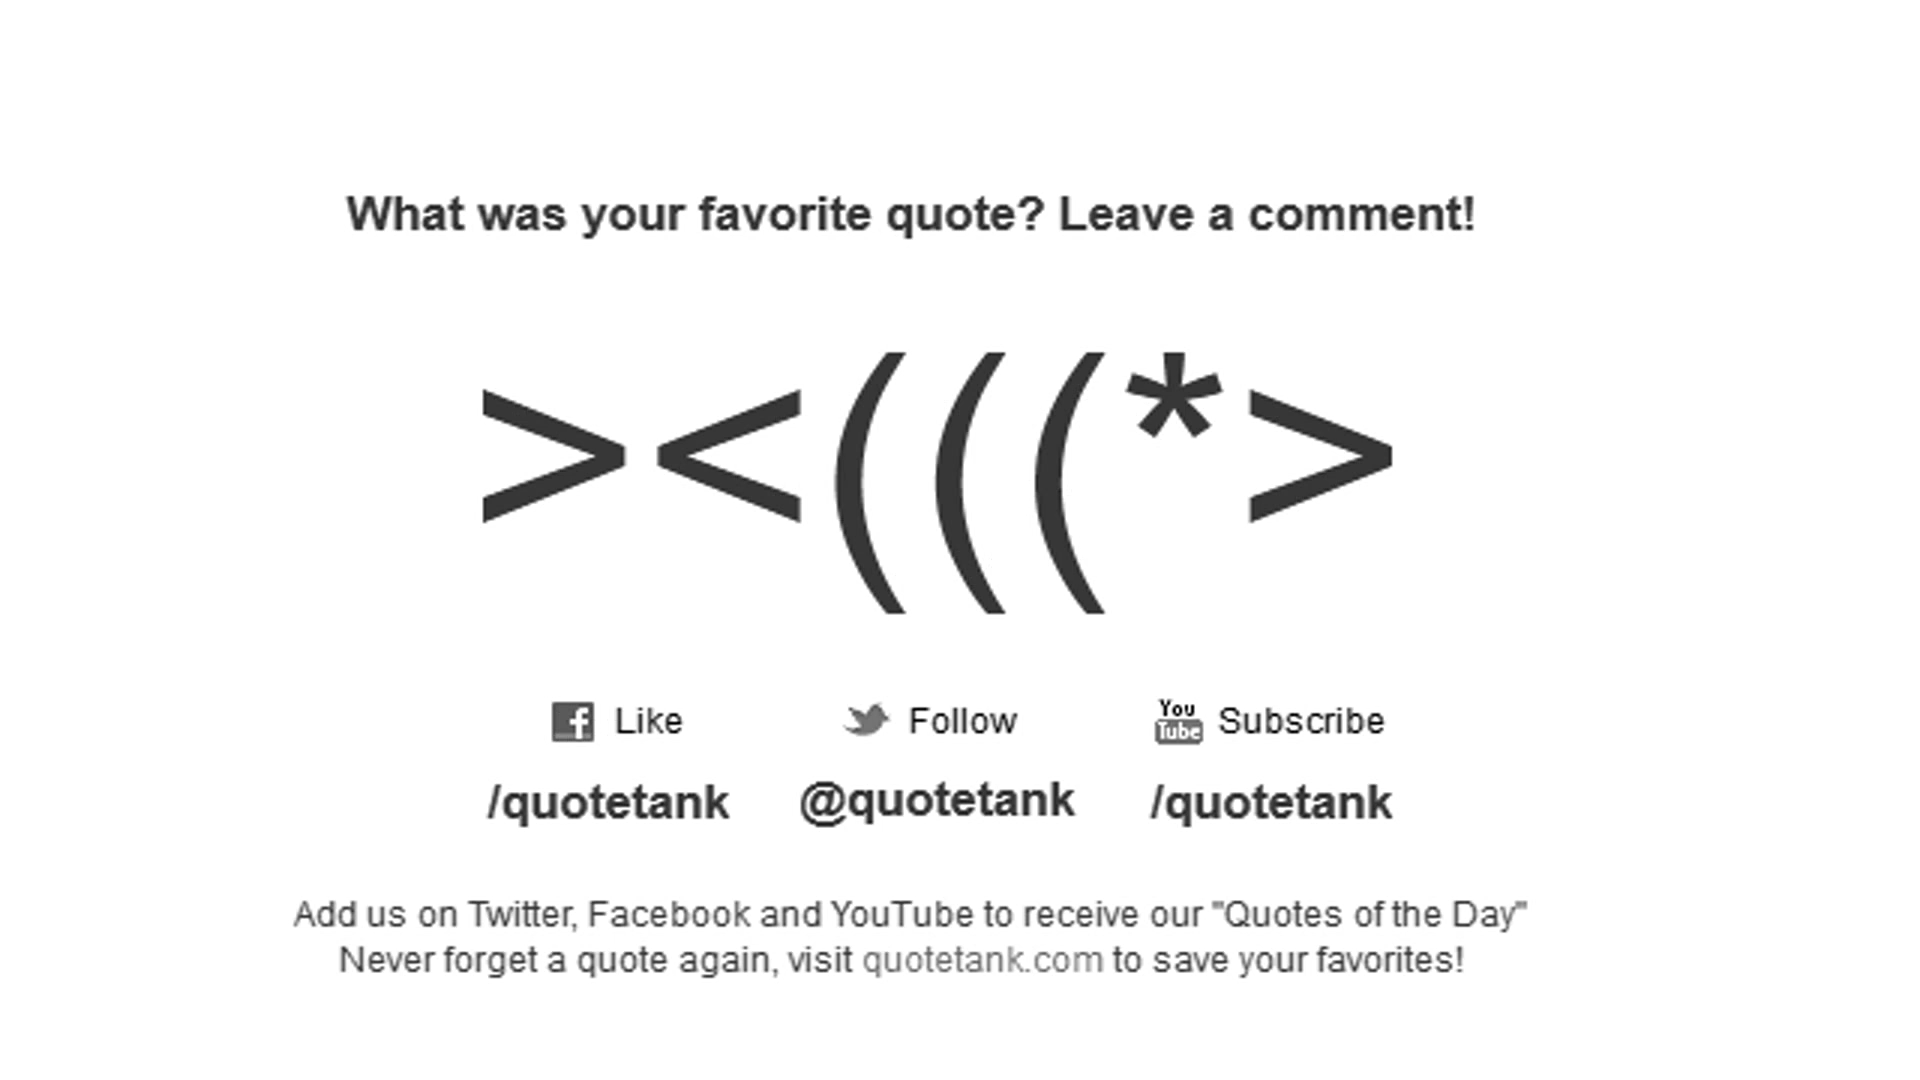 What was your favorite quote? Leave a comment!
><(((*>
f Like Follow You Tube Subscribe
/quotetank @quotetank /quotetank
Add us on Twitter, Facebook and YouTube to receive our "Quotes of the Day"
Never forget a quote again, visit quotetank.com to save your favorites!